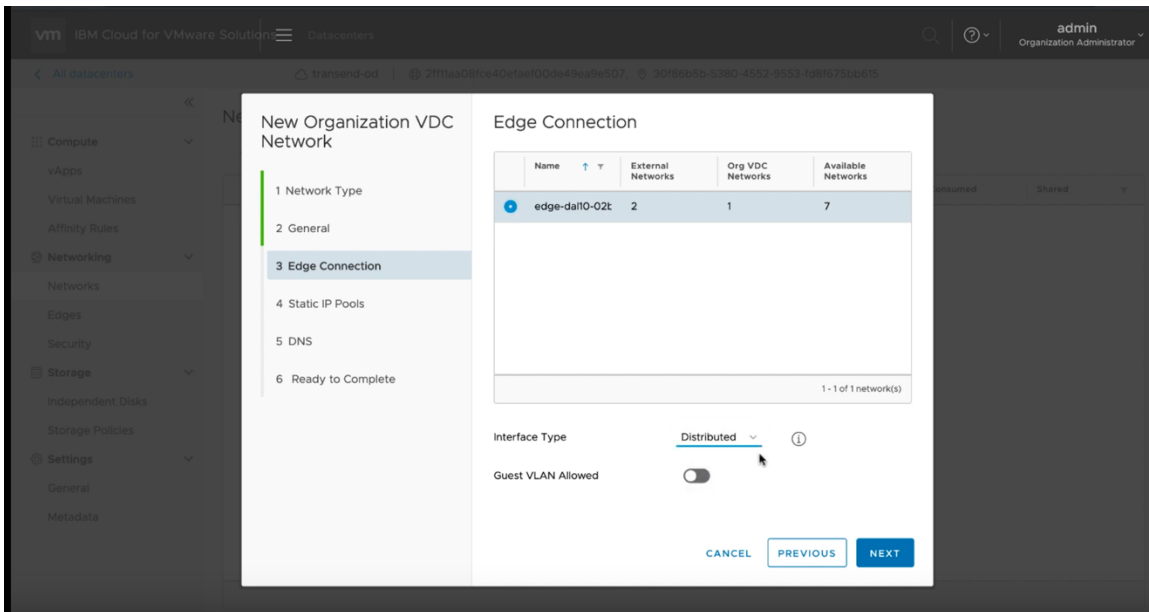 vm IBM Cloud for VMware Solutions Datacenters
admin
Organization Administrator
All datacenters transend-od
Compute
vApps
Virtual Machines
Affinity Rules
Networking
Networks
Edges
Security
Storage
Independent Disks
Storage Policies
Settings
General
Metadata
Ne
New Organization VDC
Network
1 Network Type
2 General
3 Edge Connection
4 Static IP Pools
5 DNS
6 Ready to Complete
Edge Connection
Name External Networks Org VDC Networks Available Networks
edge-dal10-02b 2 1 7
1 - 1 of 1 network(s)
Interface Type Distributed
Guest VLAN Allowed
CANCEL PREVIOUS NEXT
onsumed Shared